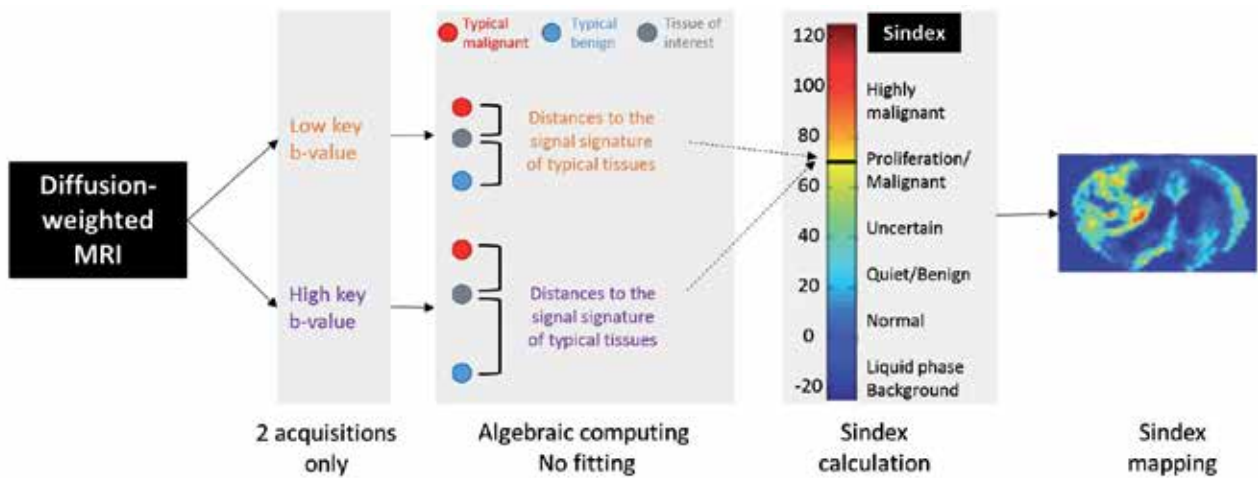 Diffusion-
weighted
MRI
Low key
b-value
High key
b-value
2 acquisitions
only
Typical
malignant
Typical
benign
Tissue of
interest
Distances to the
signal signature
of typical tissues
Distances to the
signal signature
of typical tissues
Algebraic computing
No fitting
120
100
80
60
40
20
0
-20
Sindex
Highly
malignant
Proliferation/
Malignant
Uncertain
Quiet/Benign
Normal
Liquid phase
Background
Sindex
calculation
Sindex
mapping